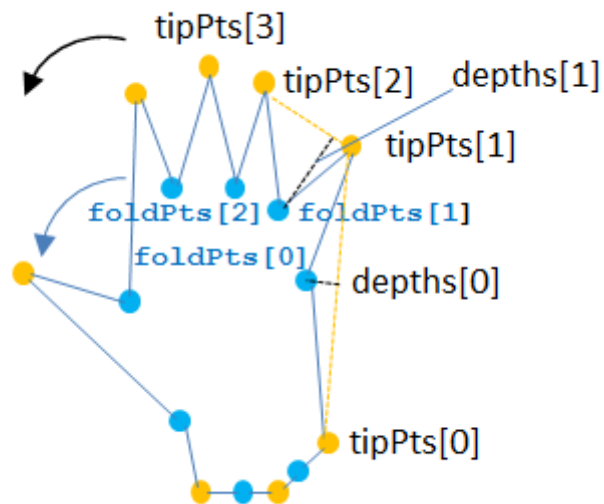 tipPts[3]
tipPts[2]
depths[1]
tipPts[1]
foldPts[2]
foldPts[1]
foldPts[0]
depths[0]
tipPts[0]